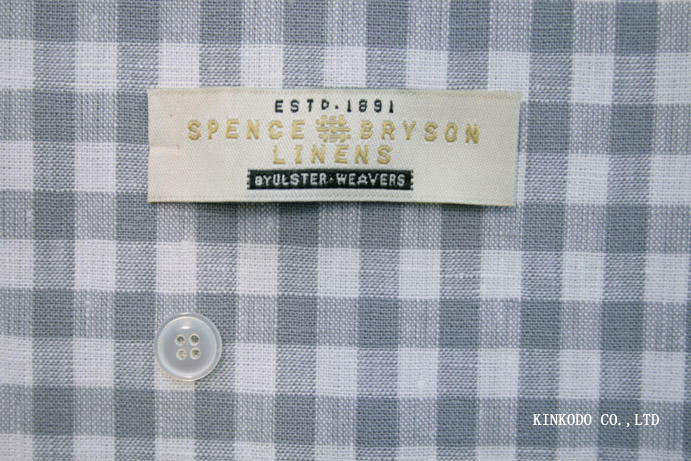 ESTD.1891
SPENCE BRYSON
LINENS
BY ULSTER·WEAVERS
KINKODO CO.,LTD